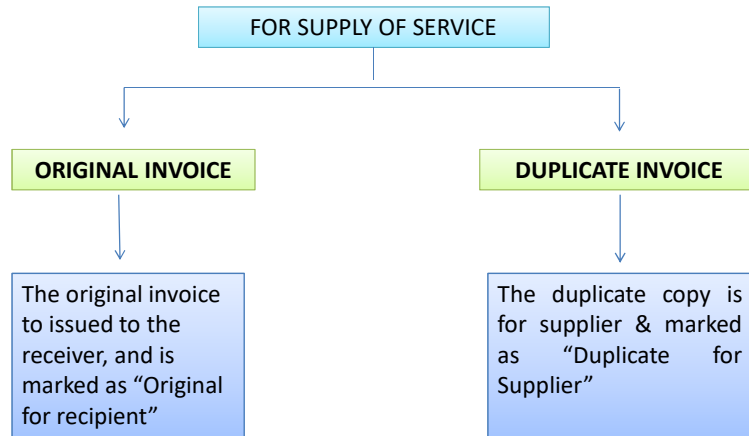 FOR SUPPLY OF SERVICE
ORIGINAL INVOICE
DUPLICATE INVOICE
The original invoice
to issued to the
receiver, and is
marked as “Original
for recipient”
The duplicate copy is
for supplier & marked
as “Duplicate for
Supplier”